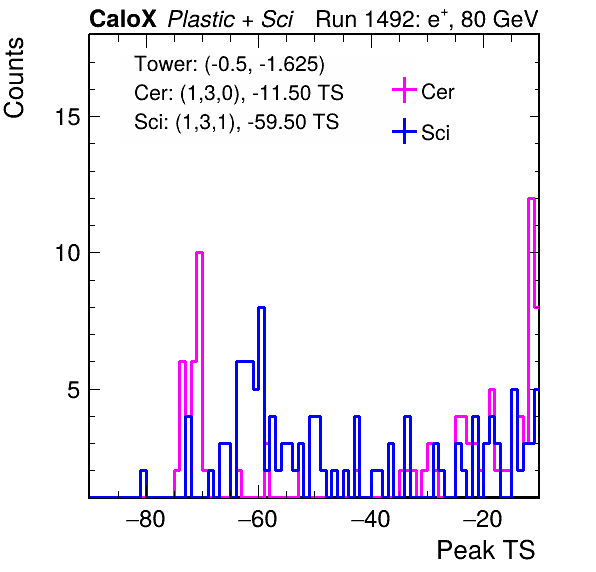 CaloX Plastic + Sci Run 1492: e⁺, 80 GeV
Counts
Tower: (-0.5, -1.625)
Cer: (1,3,0), -11.50 TS
Sci: (1,3,1), -59.50 TS
Cer
Sci
15
10
5
−80 −60 −40 −20
Peak TS